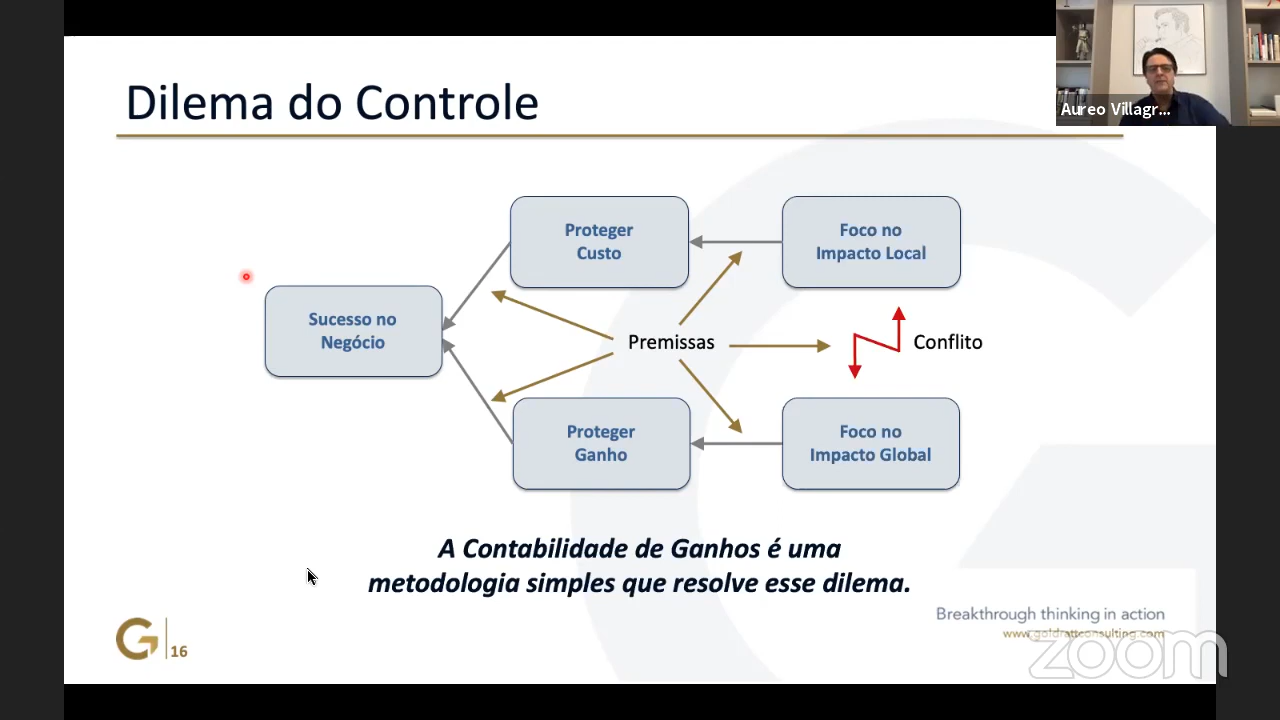 Dilema do Controle
Aureo Villagr...
Proteger
Custo
Foco no
Impacto Local
Sucesso no
Negócio
Premissas
Conflito
Proteger
Ganho
Foco no
Impacto Global
A Contabilidade de Ganhos é uma
metodologia simples que resolve esse dilema.
Breakthrough thinking in action
www.goldrattconsulting.com
zoom
G
16